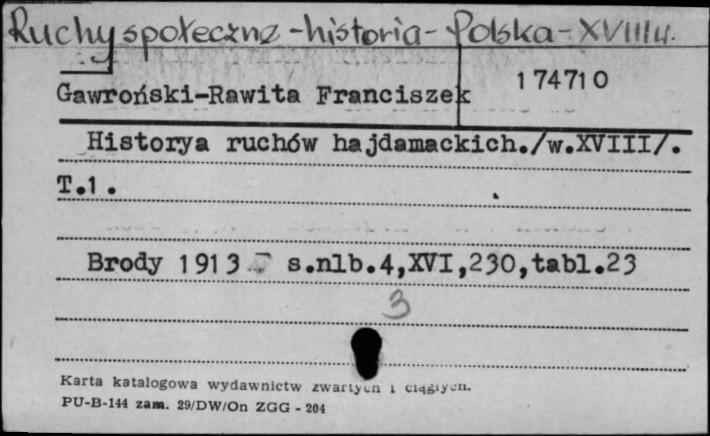 Ruchy społeczne - historia - Polska - XVIII w.
174710
Gawroński-Rawita Franciszek
Historya ruchów hajdamackich./w.XVIII/.
T.1.
Brody 1913 s.nlb.4,XVI,230,tabl.23
3
Karta katalogowa wydawnictw zwartych i ciągłych.
PU-B-144 zam. 29/DW/On ZGG - 204